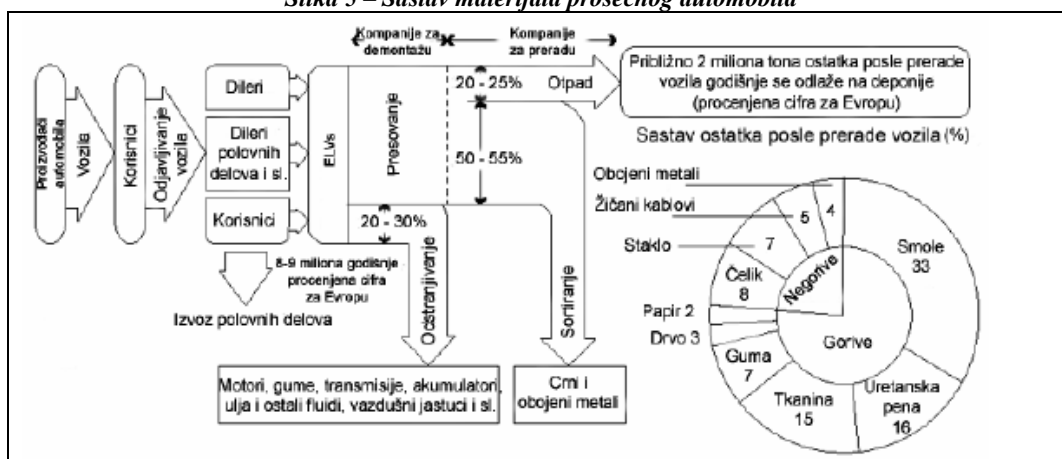 Slika 3 – Sastav materijala prosečnog automobila
Kompanije za
demontažu
Kompanije
za preradu
Proizvođači
automobila
Vozila
Korisnici
Odjavljivanje
vozila
Dileri
Dileri
polovnih
delova i sl.
Korisnici
ELVs
Presovanje
20-25%
Otpad
50 - 55%
20 - 30%
8-9 miliona godišnje
procenjena cifra
za Evropu
Izvoz polovnih delova
Odstranjivanje
Sortiranje
Motori, gume, transmisije, akumulatori,
ulja i ostali fluidi, vazdušni jastuci i sl.
Crni i
obojeni metali
Približno 2 miliona tona ostatka posle prerade
vozila godišnje se odlaže na deponije
(procenjena cifra za Evropu)
Sastav ostatka posle prerade vozila (%)
Obojeni metali
4
Žičani kablovi
5
Staklo
7
Čelik
8
Papir 2
Drvo 3
Guma
7
Tkanina
15
Uretanska
pena
16
Smole
33
Negorive
Gorive